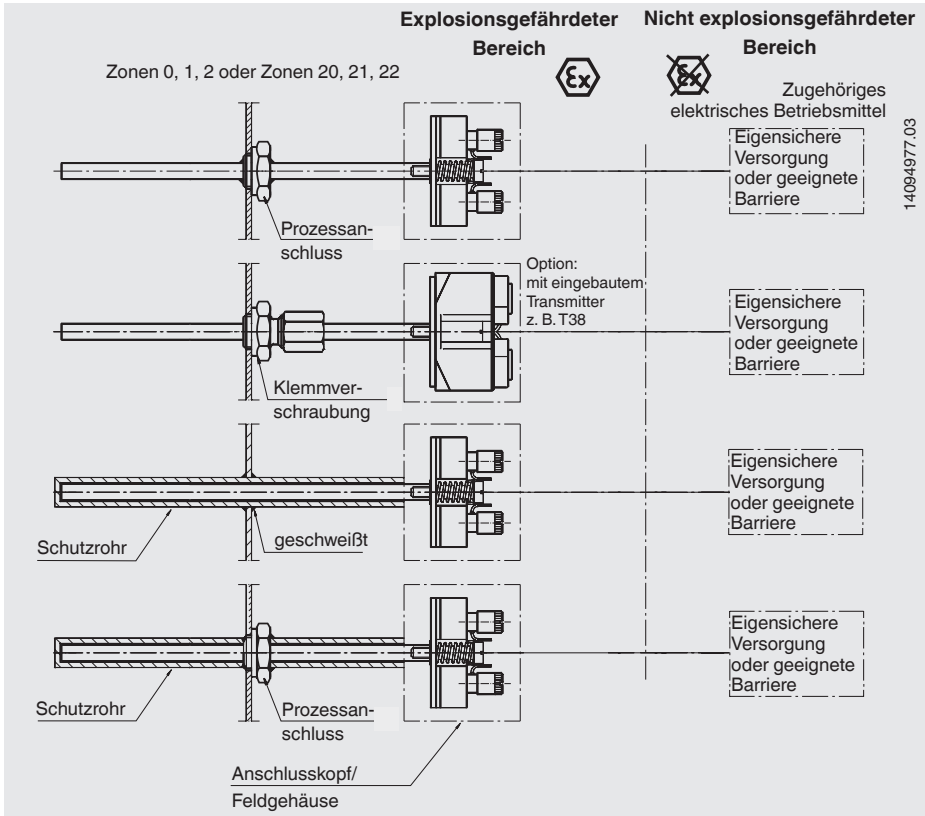 Explosionsgefährdeter
Bereich
Nicht explosionsgefährdeter
Bereich
Zonen 0, 1, 2 oder Zonen 20, 21, 22
Ex
Ex
Zugehöriges
elektrisches Betriebsmittel
14094977.03
Eigensichere
Versorgung
oder geeignete
Barriere
Prozessan-
schluss
Option:
mit eingebautem
Transmitter
z. B. T38
Eigensichere
Versorgung
oder geeignete
Barriere
Klemmver-
schraubung
Eigensichere
Versorgung
oder geeignete
Barriere
Schutzrohr
geschweißt
Eigensichere
Versorgung
oder geeignete
Barriere
Schutzrohr
Prozessan-
schluss
Anschlusskopf/
Feldgehäuse